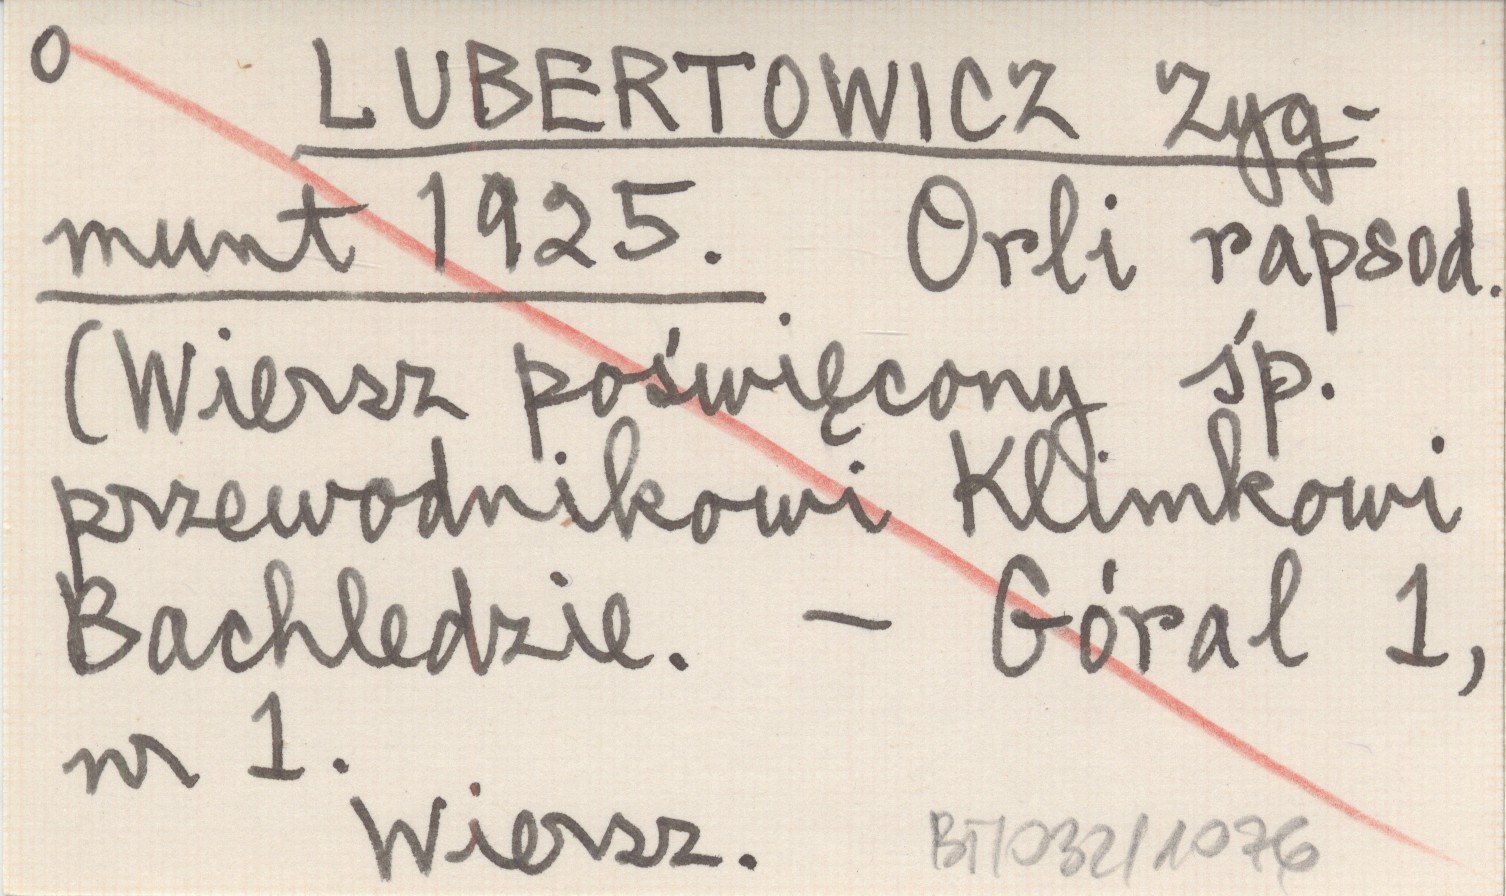 O LUBERTOWICZ Zyg-
munt 1925. Orli rapsod.
(Wiersz poświęcony śp.
przewodnikowi Klimkowi
Bachledzie. – Góral 1,
nr 1.
Wiersz.
BT/032/1076